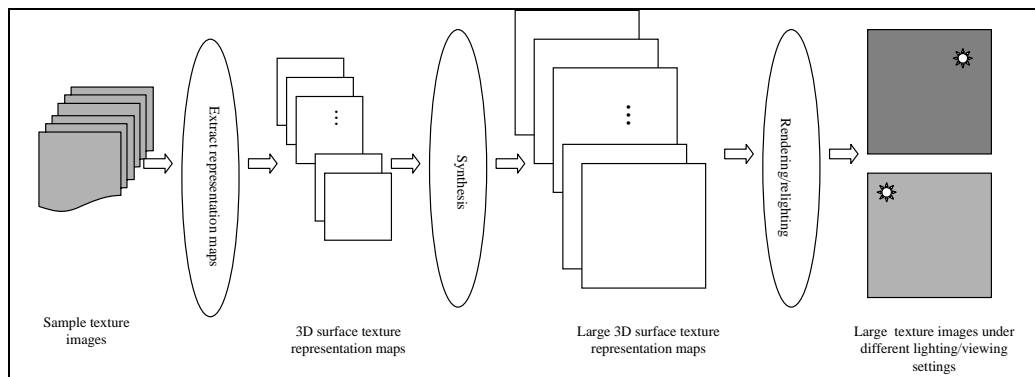 Extract representation maps
Synthesis
Rendering/relighting
Sample texture
images
3D surface texture
representation maps
Large 3D surface texture
representation maps
Large texture images under
different lighting/viewing
settings